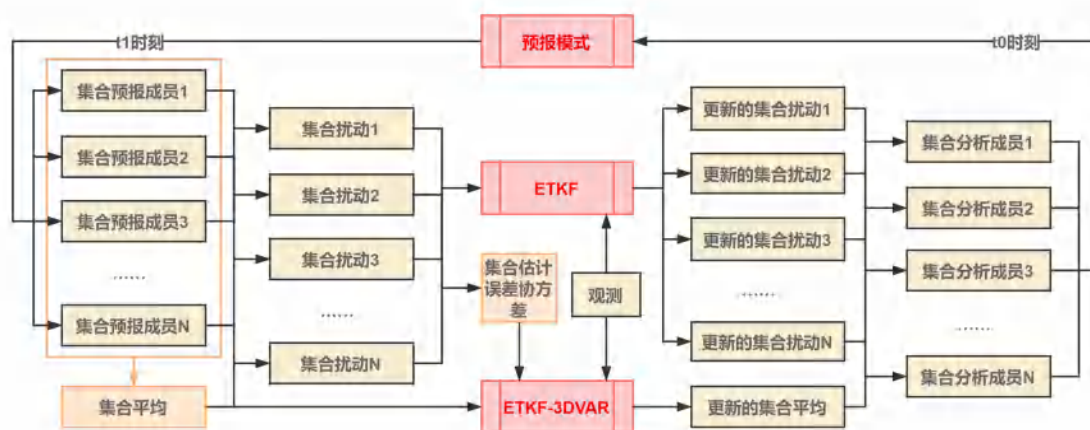 t1时刻
预报模式
t0时刻
集合预报成员1
集合预报成员2
集合预报成员3
……
集合预报成员N
集合平均
集合扰动1
集合扰动2
集合扰动3
……
集合扰动N
ETKF
集合估计
误差协方
差
观测
ETKF-3DVAR
更新的集合扰动1
更新的集合扰动2
更新的集合扰动3
……
更新的集合扰动N
更新的集合平均
集合分析成员1
集合分析成员2
集合分析成员3
……
集合分析成员N